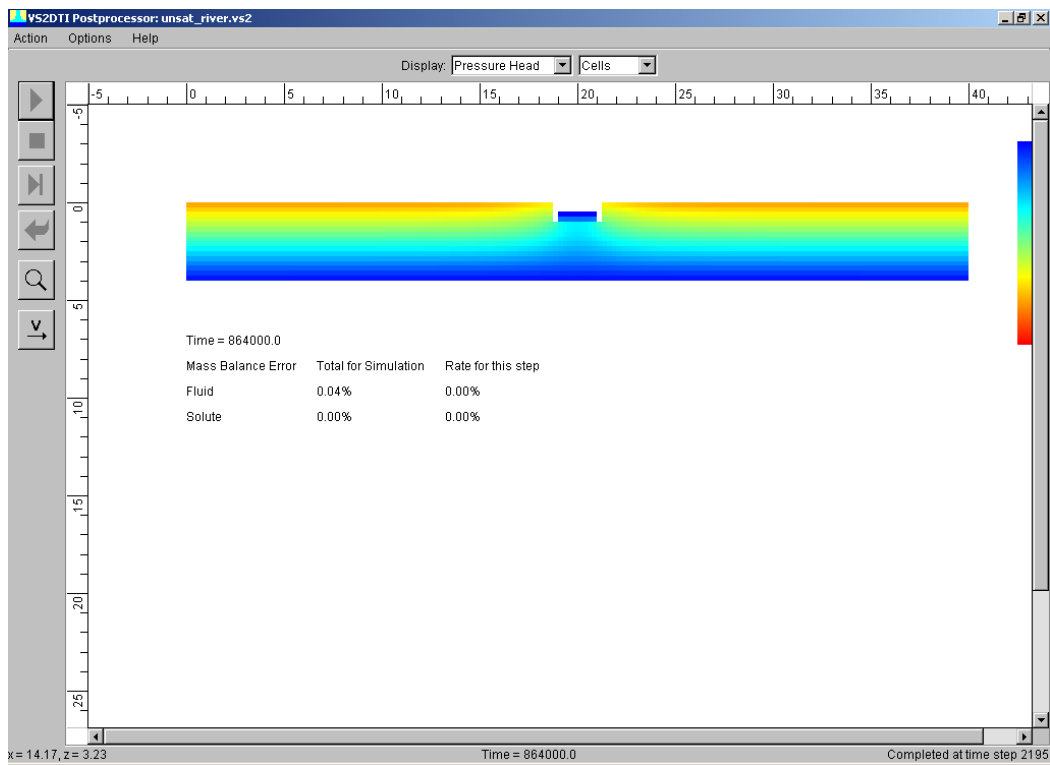 VS2DTI Postprocessor: unsat_river.vs2
Action Options Help
Display: Pressure Head Cells
-5 0 5 10 15 20 25 30 35 40
-5
0
5
10
15
20
25
V
Time = 864000.0
Mass Balance Error Total for Simulation Rate for this step
Fluid 0.04% 0.00%
Solute 0.00% 0.00%
x = 14.17, z = 3.23 Time = 864000.0 Completed at time step 2195